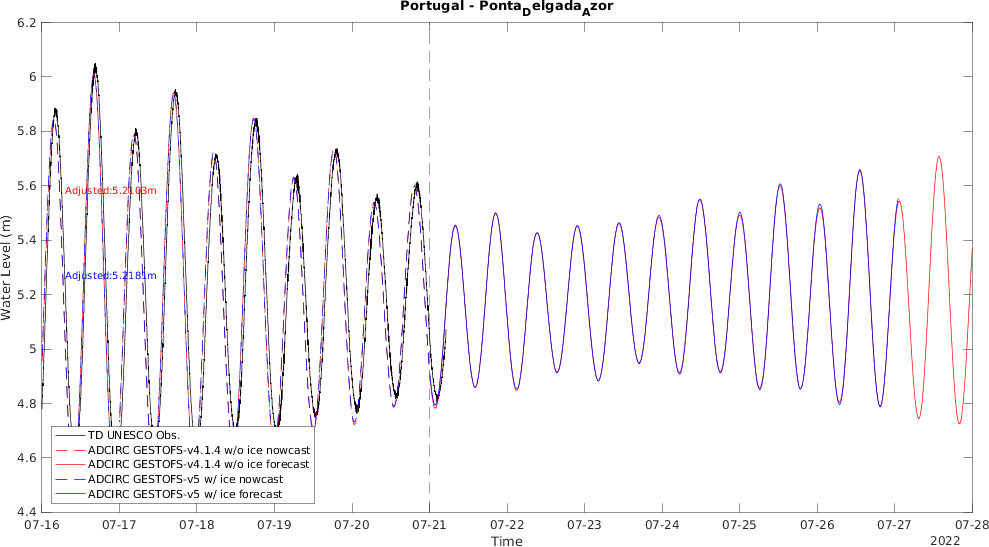 Portugal - PontaDelgadaAzor
6.2
6
5.8
5.6
5.4
5.2
5
4.8
4.6
4.4
Water Level (m)
Adjusted:5.2103m
Adjusted:5.2181m
TD UNESCO Obs.
ADCIRC GESTOFS-v4.1.4 w/o ice nowcast
ADCIRC GESTOFS-v4.1.4 w/o ice forecast
ADCIRC GESTOFS-v5 w/ ice nowcast
ADCIRC GESTOFS-v5 w/ ice forecast
07-16 07-17 07-18 07-19 07-20 07-21 07-22 07-23 07-24 07-25 07-26 07-27 07-28
Time
2022